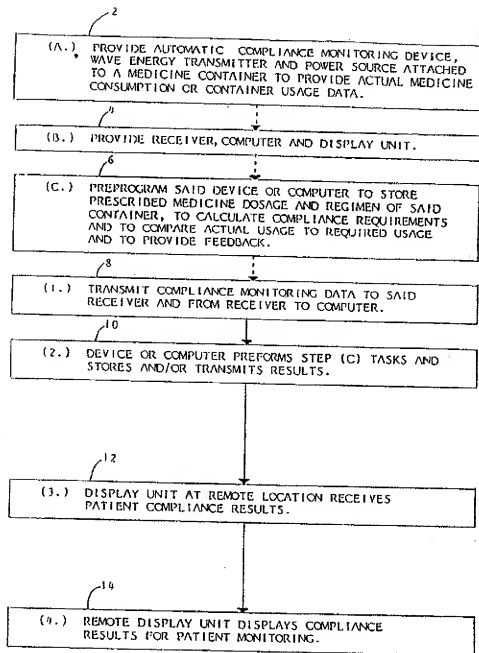 2
(A.) PROVIDE AUTOMATIC COMPLIANCE MONITORING DEVICE,
WAVE ENERGY TRANSMITTER AND POWER SOURCE ATTACHED
TO A MEDICINE CONTAINER TO PROVIDE ACTUAL MEDICINE
CONSUMPTION OR CONTAINER USAGE DATA.
4
(B.) PROVIDE RECEIVER, COMPUTER AND DISPLAY UNIT.
6
(C.) PREPROGRAM SAID DEVICE OR COMPUTER TO STORE
PRESCRIBED MEDICINE DOSAGE AND REGIMEN OF SAID
CONTAINER, TO CALCULATE COMPLIANCE REQUIREMENTS
AND TO COMPARE ACTUAL USAGE TO REQUIRED USAGE
AND TO PROVIDE FEEDBACK.
8
(1.) TRANSMIT COMPLIANCE MONITORING DATA TO SAID
RECEIVER AND FROM RECEIVER TO COMPUTER.
10
(2.) DEVICE OR COMPUTER PREFORMS STEP (C) TASKS AND
STORES AND/OR TRANSMITS RESULTS.
12
(3.) DISPLAY UNIT AT REMOTE LOCATION RECEIVES
PATIENT COMPLIANCE RESULTS.
14
(4.) REMOTE DISPLAY UNIT DISPLAYS COMPLIANCE
RESULTS FOR PATIENT MONITORING.